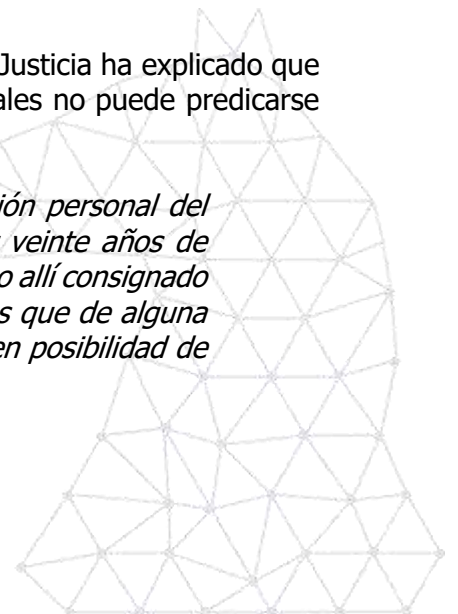 Justicia ha explicado que
ales no puede predicarse
ión personal del
veinte años de
o allí consignado
s que de alguna
en posibilidad de